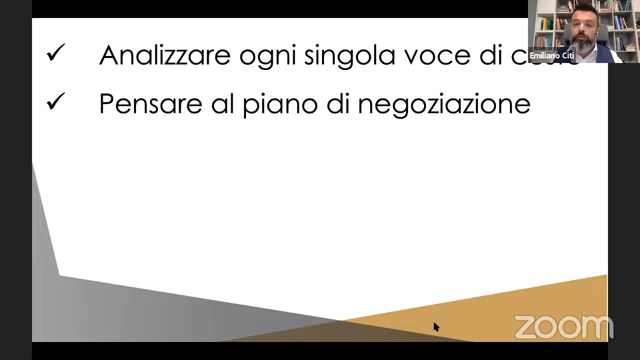 ✓ Analizzare ogni singola voce di
✓ Pensare al piano di negoziazione
Emiliano Citi
zoom